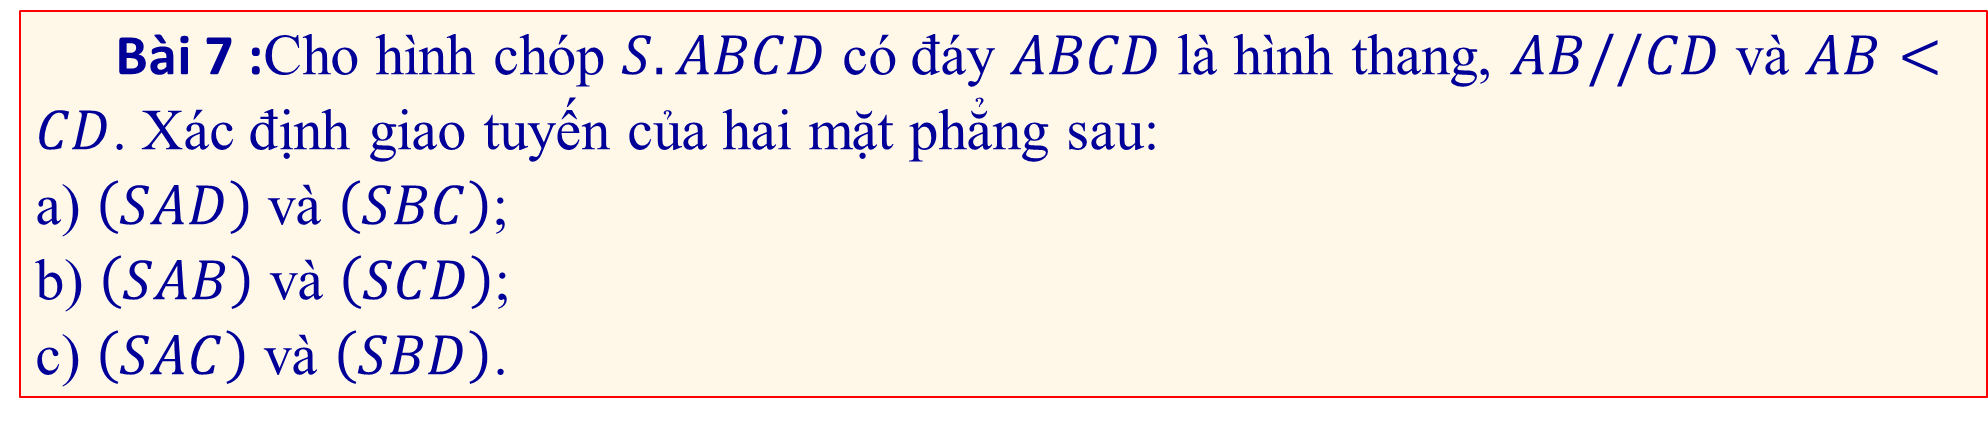 Bài 7 :Cho hình chóp S. ABCD có đáy ABCD là hình thang, AB//CD và AB <
CD. Xác định giao tuyến của hai mặt phẳng sau:
a) (SAD) và (SBC);
b) (SAB) và (SCD);
c) (SAC) và (SBD).